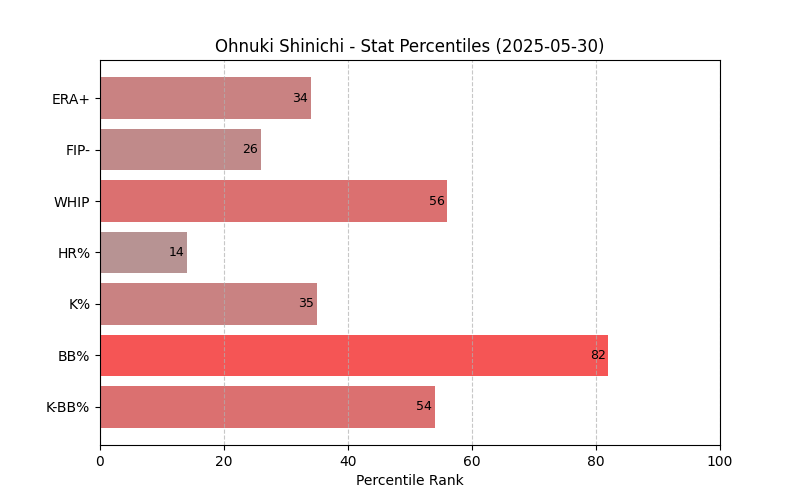 Ohnuki Shinichi - Stat Percentiles (2025-05-30)
ERA+ 34
FIP- 26
WHIP 56
HR% 14
K% 35
BB% 82
K-BB% 54
0 20 40 60 80 100
Percentile Rank